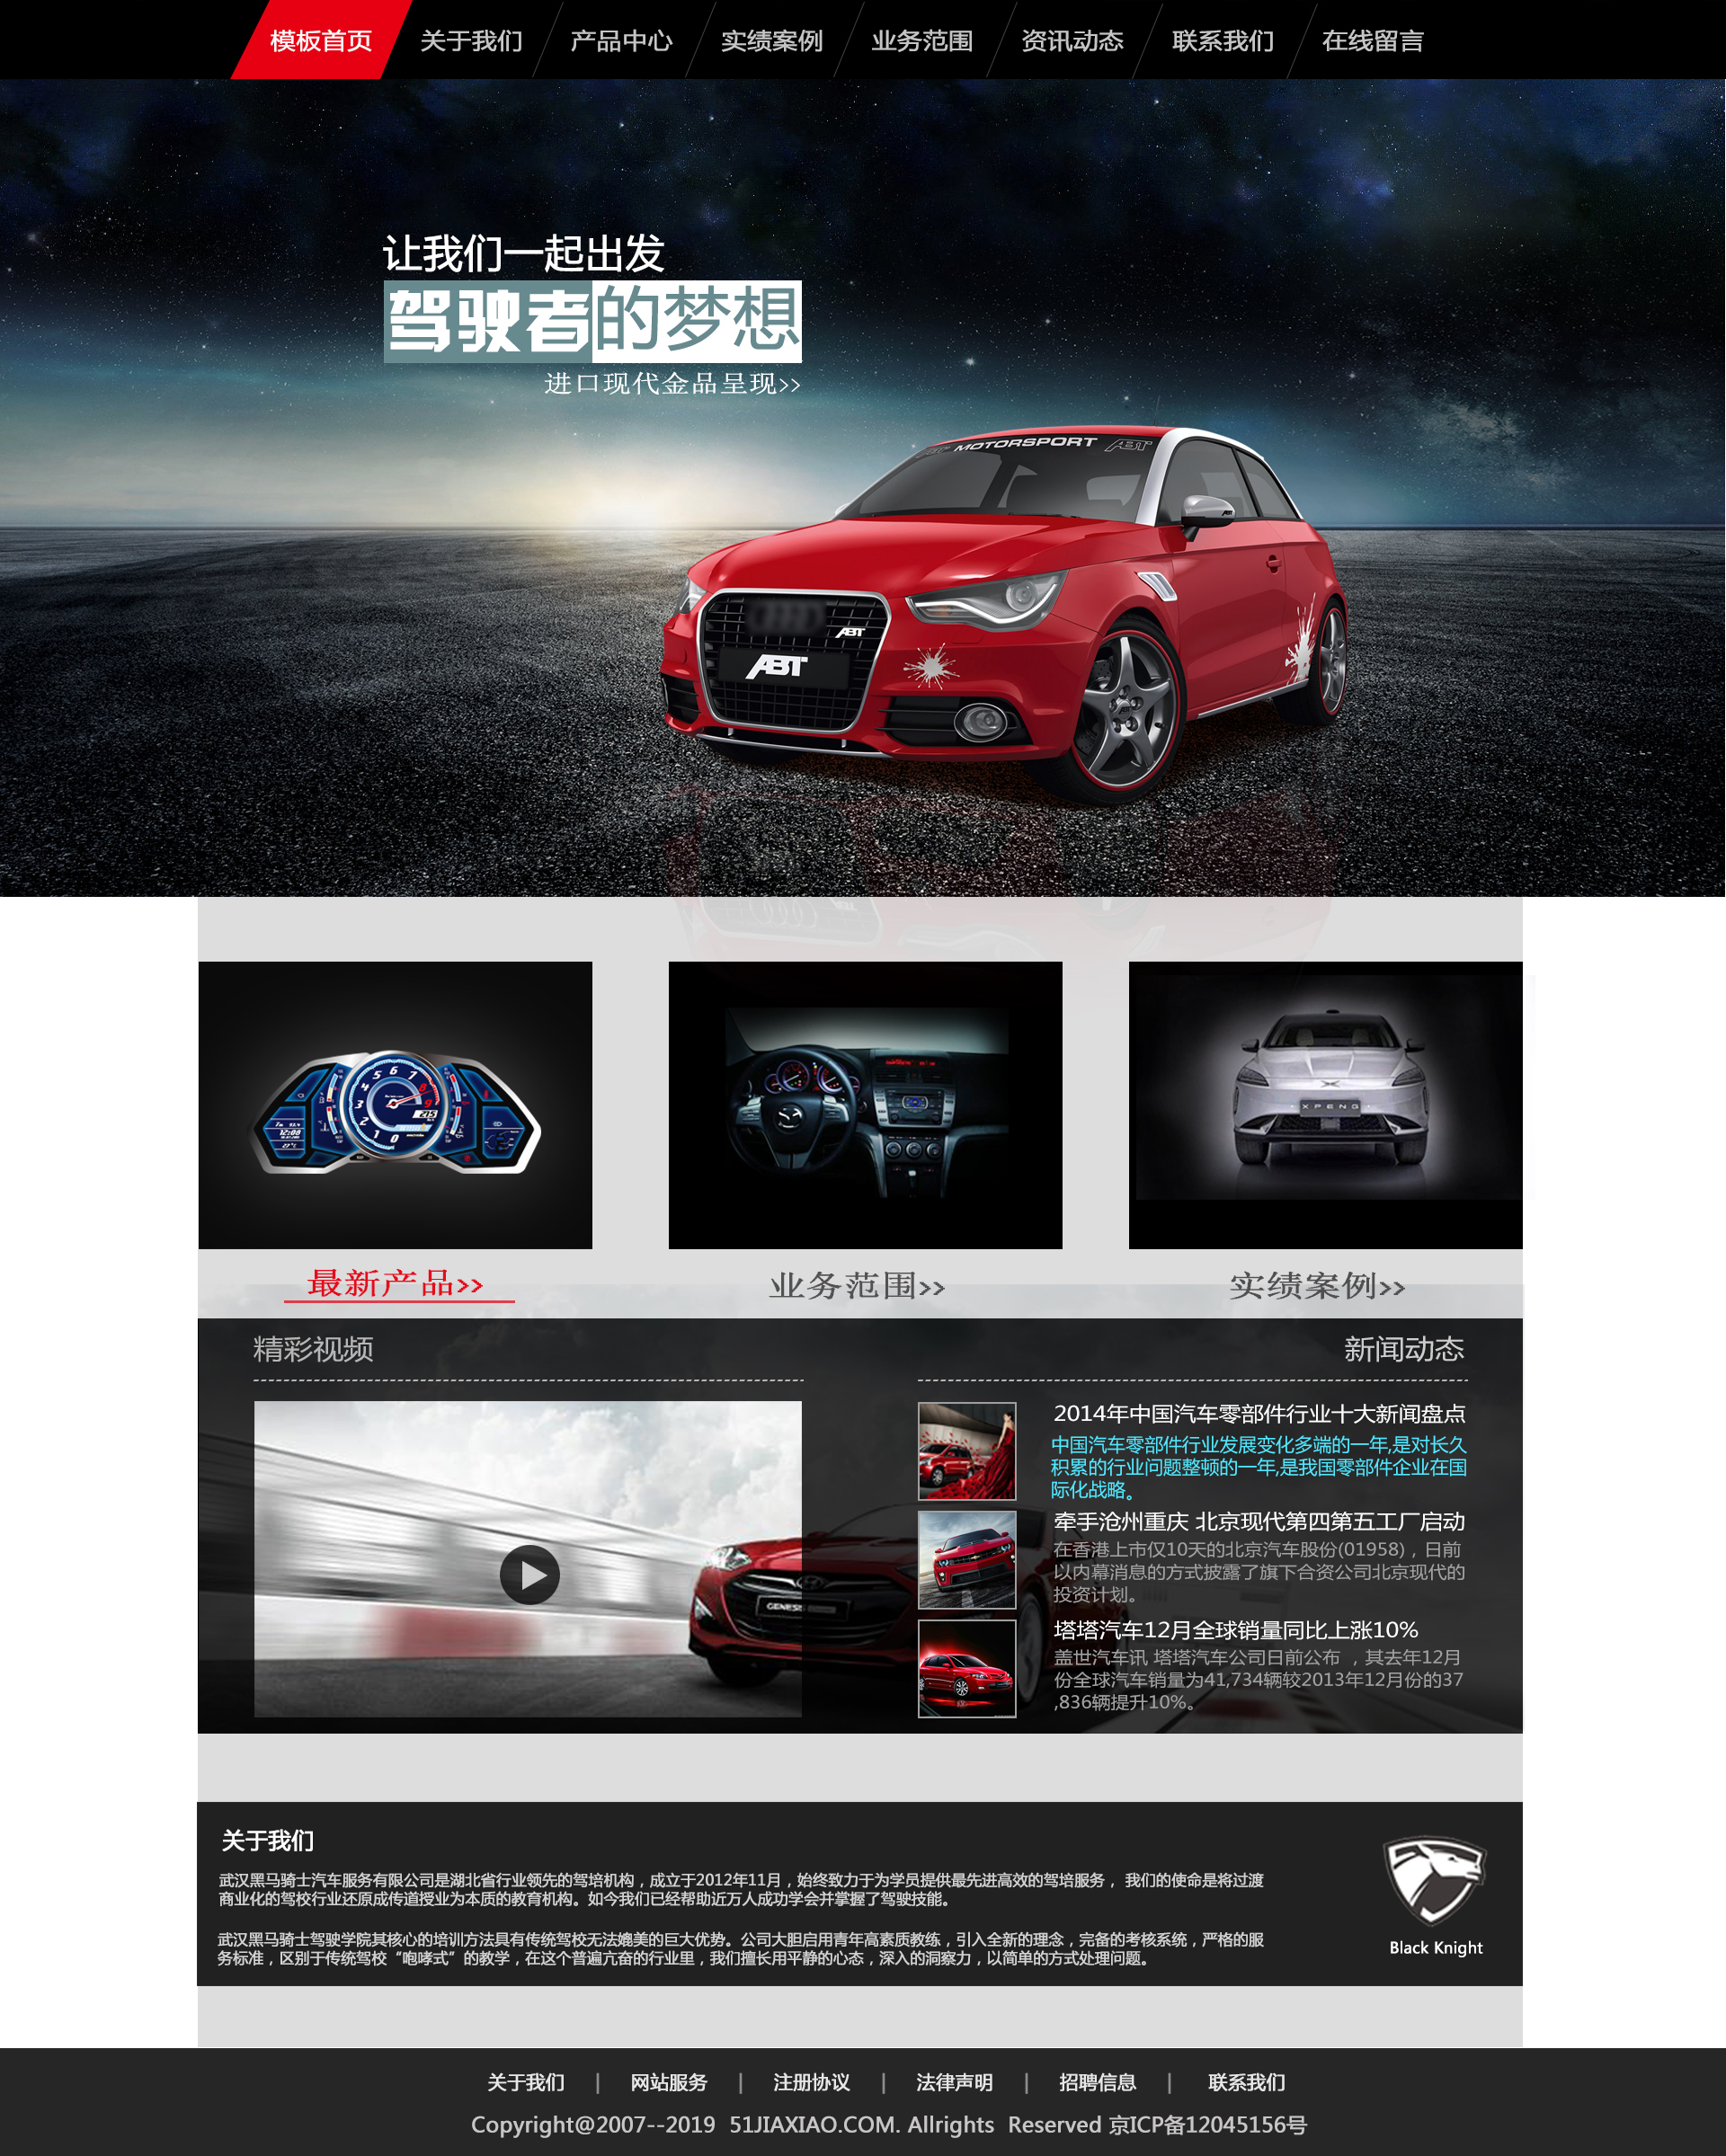 模板首页 关于我们 产品中心 实绩案例 业务范围 资讯动态 联系我们 在线留言
让我们一起出发
驾驶者的梦想
进口现代金品呈现>>
MOTORSPORT ABT
ABT
ABT
XPENG
最新产品>> 业务范围>> 实绩案例>>
精彩视频
新闻动态
2014年中国汽车零部件行业十大新闻盘点
中国汽车零部件行业发展变化多端的一年,是对长久
积累的行业问题整顿的一年,是我国零部件企业在国
际化战略。
牵手沧州重庆 北京现代第四第五工厂启动
在香港上市仅10天的北京汽车股份(01958)，日前
以内幕消息的方式披露了旗下合资公司北京现代的
投资计划。
塔塔汽车12月全球销量同比上涨10%
盖世汽车讯 塔塔汽车公司日前公布 ，其去年12月
份全球汽车销量为41,734辆较2013年12月份的37
,836辆提升10%。
关于我们
武汉黑马骑士汽车服务有限公司是湖北省行业领先的驾培机构，成立于2012年11月，始终致力于为学员提供最先进高效的驾培服务， 我们的使命是将过渡
商业化的驾校行业还原成传道授业为本质的教育机构。如今我们已经帮助近万人成功学会并掌握了驾驶技能。
武汉黑马骑士驾驶学院其核心的培训方法具有传统驾校无法媲美的巨大优势。公司大胆启用青年高素质教练，引入全新的理念，完备的考核系统，严格的服
务标准，区别于传统驾校“咆哮式”的教学，在这个普遍亢奋的行业里，我们擅长用平静的心态，深入的洞察力，以简单的方式处理问题。
Black Knight
关于我们 | 网站服务 | 注册协议 | 法律声明 | 招聘信息 | 联系我们
Copyright@2007--2019 51JIAXIAO.COM. Allrights Reserved 京ICP备12045156号